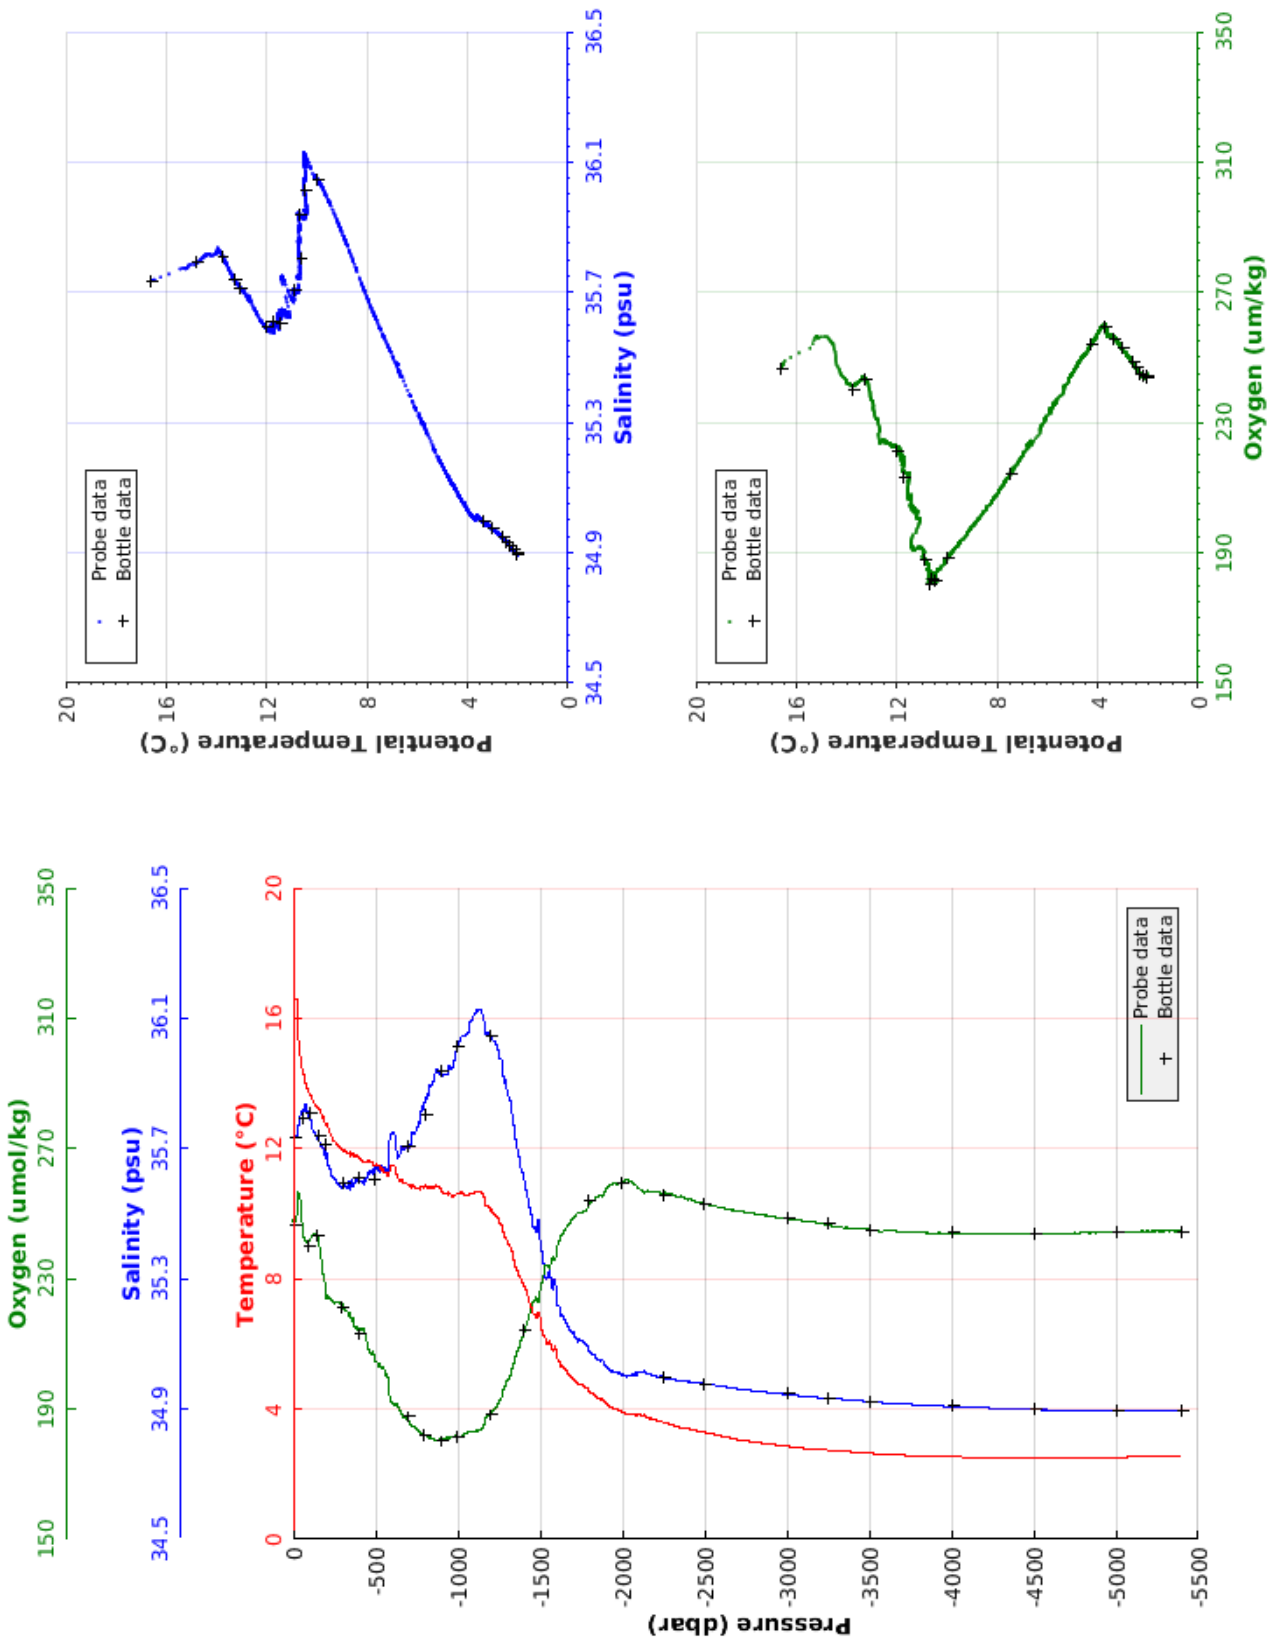 Oxygen (umol/kg)
150 190 230 270 310 350
Salinity (psu)
34.5 34.9 35.3 35.7 36.1 36.5
Temperature (°C)
0 4 8 12 16 20
0
-500
-1000
-1500
-2000
-2500
-3000
-3500
-4000
-4500
-5000
-5500
Pressure (dbar)
Probe data
Bottle data
20
16
12
8
4
0
Potential Temperature (°C)
Probe data
Bottle data
34.5 34.9 35.3 35.7 36.1 36.5
Salinity (psu)
20
16
12
8
4
0
Potential Temperature (°C)
Probe data
Bottle data
150 190 230 270 310 350
Oxygen (um/kg)